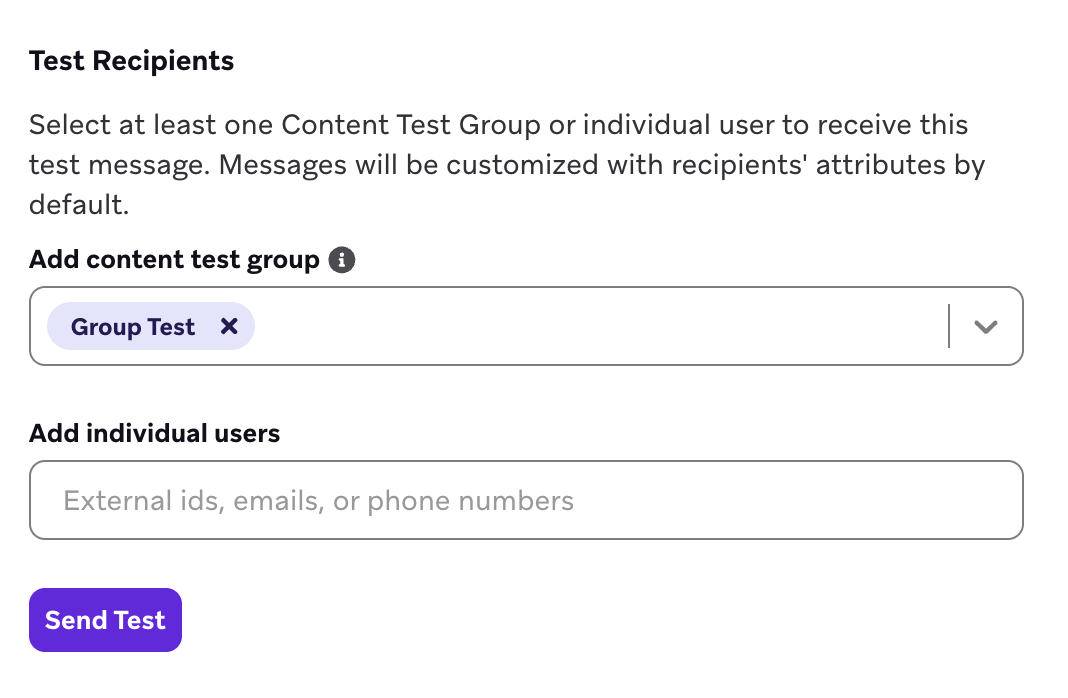 Test Recipients
Select at least one Content Test Group or individual user to receive this
test message. Messages will be customized with recipients' attributes by
default.
Add content test group
Group Test
Add individual users
External ids, emails, or phone numbers
Send Test